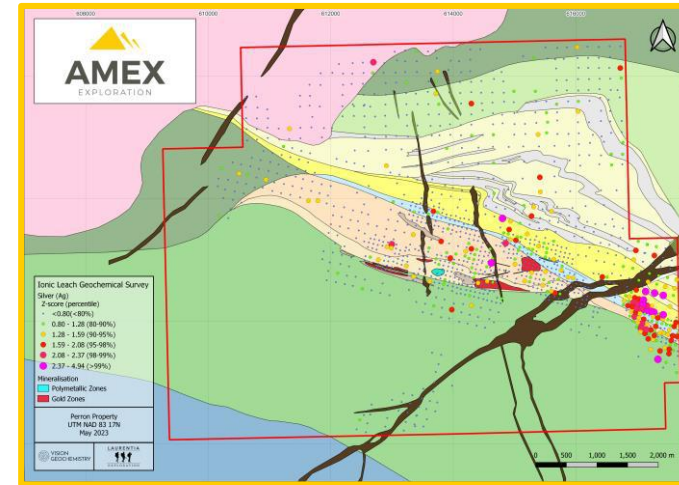 608000 610000 612000 614000 616000
AMEX
EXPLORATION
Ionic Leach Geochemical Survey
Silver (Ag)
Z-score (percentile)
<0.80(<80%)
0.80 - 1.28 (80-90%)
1.28 - 1.59 (90-95%)
1.59 - 2.08 (95-98%)
2.08 - 2.37 (98-99%)
2.37 - 4.94 (>99%)
Mineralisation
Polymetallic Zones
Gold Zones
Perron Property
UTM NAD 83 17N
May 2023
VISION
GEOCHEMISTRY
LAURENTIA
EXPLORATION
0 500 1,000 1,500 2,000 m